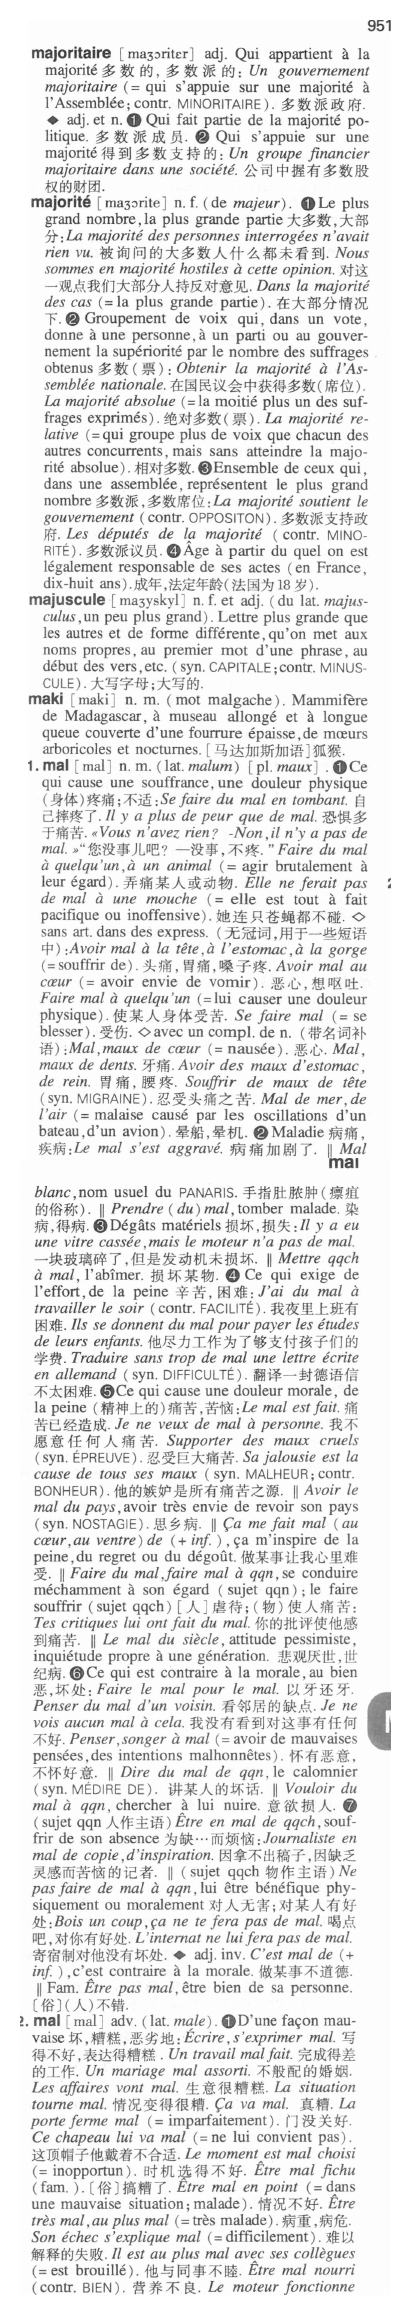 951
majoritaire [maʒɔritɛr] adj. Qui appartient à la
majorité 多数的, 多数派的: Un gouvernement
majoritaire (= qui s'appuie sur une majorité à
l'Assemblée; contr. MINORITAIRE). 多数派政府.
◆ adj. et n. ❶ Qui fait partie de la majorité po-
litique. 多数派成员. ❷ Qui s'appuie sur une
majorité 得到多数支持的: Un groupe financier
majoritaire dans une société. 公司中握有多数股
权的财团.
majorité [maʒɔrite] n. f. (de majeur). ❶ Le plus
grand nombre, la plus grande partie 大多数, 大部
分: La majorité des personnes interrogées n'avait
rien vu. 被询问的大多数人什么都未看到. Nous
sommes en majorité hostiles à cette opinion. 对这
一观点我们大部分人持反对意见. Dans la majorité
des cas (= la plus grande partie). 在大部分情况
下. ❷ Groupement de voix qui, dans un vote,
donne à une personne, à un parti ou au gouver-
nement la supériorité par le nombre des suffrages
obtenus 多数(票): Obtenir la majorité à l'As-
semblée nationale. 在国民议会中获得多数(席位).
La majorité absolue (= la moitié plus un des suf-
frages exprimés). 绝对多数(票). La majorité re-
lative (= qui groupe plus de voix que chacun des
autres concurrents, mais sans atteindre la majo-
rité absolue). 相对多数. ❸ Ensemble de ceux qui,
dans une assemblée, représentent le plus grand
nombre 多数派, 多数席位: La majorité soutient le
gouvernement (contr. OPPOSITON). 多数派支持政
府. Les députés de la majorité (contr. MINO-
RITÉ). 多数派议员. ❹ Âge à partir du quel on est
légalement responsable de ses actes (en France,
dix-huit ans). 成年, 法定年龄(法国为 18 岁).
majuscule [maʒyskyl] n. f. et adj. (du lat. majus-
culus, un peu plus grand). Lettre plus grande que
les autres et de forme différente, qu'on met aux
noms propres, au premier mot d'une phrase, au
début des vers, etc. (syn. CAPITALE; contr. MINUS-
CULE). 大写字母; 大写的.
maki [maki] n. m. (mot malgache). Mammifère
de Madagascar, à museau allongé et à longue
queue couverte d'une fourrure épaisse, de mœurs
arboricoles et nocturnes. [马达加斯加语]狐猴.
1. mal [mal] n. m. (lat. malum) [pl. maux]. ❶ Ce
qui cause une souffrance, une douleur physique
(身体)疼痛; 不适: Se faire du mal en tombant. 自
己摔疼了. Il y a plus de peur que de mal. 恐惧多
于痛苦. «Vous n'avez rien? -Non, il n'y a pas de
mal. »“您没事儿吧? —没事, 不疼.” Faire du mal
à quelqu'un, à un animal (= agir brutalement à
leur égard). 弄痛某人或动物. Elle ne ferait pas
de mal à une mouche (= elle est tout à fait
pacifique ou inoffensive). 她连只苍蝇都不碰. ◇
sans art. dans des express. (无冠词, 用于一些短语
中): Avoir mal à la tête, à l'estomac, à la gorge
(= souffrir de). 头痛, 胃痛, 嗓子疼. Avoir mal au
cœur (= avoir envie de vomir). 恶心, 想呕吐.
Faire mal à quelqu'un (= lui causer une douleur
physique). 使某人身体受苦. Se faire mal (= se
blesser). 受伤. ◇ avec un compl. de n. (带名词补
语): Mal, maux de cœur (= nausée). 恶心. Mal,
maux de dents. 牙痛. Avoir des maux d'estomac,
de rein. 胃痛, 腰疼. Souffrir de maux de tête
(syn. MIGRAINE). 忍受头痛之苦. Mal de mer, de
l'air (= malaise causé par les oscillations d'un
bateau, d'un avion). 晕船, 晕机. ❷ Maladie 病痛,
疾病: Le mal s'est aggravé. 病痛加剧了. ‖ Mal
mal
blanc, nom usuel du PANARIS. 手指肚脓肿(瘭疽
的俗称). ‖ Prendre (du) mal, tomber malade. 染
病, 得病. ❸ Dégâts matériels 损坏, 损失: Il y a eu
une vitre cassée, mais le moteur n'a pas de mal.
一块玻璃碎了, 但是发动机未损坏. ‖ Mettre qqch
à mal, l'abîmer. 损坏某物. ❹ Ce qui exige de
l'effort, de la peine 辛苦, 困难: J'ai du mal à
travailler le soir (contr. FACILITÉ). 我夜里上班有
困难. Ils se donnent du mal pour payer les études
de leurs enfants. 他尽力工作为了够支付孩子们的
学费. Traduire sans trop de mal une lettre écrite
en allemand (syn. DIFFICULTÉ). 翻译一封德语信
不太困难. ❺ Ce qui cause une douleur morale, de
la peine (精神上的)痛苦, 苦恼: Le mal est fait. 痛
苦已经造成. Je ne veux de mal à personne. 我不
愿意任何人痛苦. Supporter des maux cruels
(syn. ÉPREUVE). 忍受巨大痛苦. Sa jalousie est la
cause de tous ses maux (syn. MALHEUR; contr.
BONHEUR). 他的嫉妒是所有痛苦之源. ‖ Avoir le
mal du pays, avoir très envie de revoir son pays
(syn. NOSTAGIE). 思乡病. ‖ Ça me fait mal (au
cœur, au ventre) de (+ inf.), ça m'inspire de la
peine, du regret ou du dégoût. 做某事让我心里难
受. ‖ Faire du mal, faire mal à qqn, se conduire
méchamment à son égard (sujet qqn); le faire
souffrir (sujet qqch) [人]虐待; (物)使人痛苦:
Tes critiques lui ont fait du mal. 你的批评使他感
到痛苦. ‖ Le mal du siècle, attitude pessimiste,
inquiétude propre à une génération. 悲观厌世, 世
纪病. ❻ Ce qui est contraire à la morale, au bien
恶, 坏处: Faire le mal pour le mal. 以牙还牙.
Penser du mal d'un voisin. 看邻居的缺点. Je ne
vois aucun mal à cela. 我没有看到对这事有任何
不好. Penser, songer à mal (= avoir de mauvaises
pensées, des intentions malhonnêtes). 怀有恶意,
不怀好意. ‖ Dire du mal de qqn, le calomnier
(syn. MÉDIRE DE). 讲某人的坏话. ‖ Vouloir du
mal à qqn, chercher à lui nuire. 意欲损人. ❼
(sujet qqn 人作主语) Être en mal de qqch, souf-
frir de son absence 为缺…而烦恼: Journaliste en
mal de copie, d'inspiration. 因拿不出稿子, 因缺乏
灵感而苦恼的记者. ‖ (sujet qqch 物作主语) Ne
pas faire de mal à qqn, lui être bénéfique phy-
siquement ou moralement 对人无害; 对某人有好
处: Bois un coup, ça ne te fera pas de mal. 喝点
吧, 对你有好处. L'internat ne lui fera pas de mal.
寄宿制对他没有坏处. ◆ adj. inv. C'est mal de (+
inf.), c'est contraire à la morale. 做某事不道德.
‖ Fam. Être pas mal, être bien de sa personne.
[俗](人)不错.
2. mal [mal] adv. (lat. male). ❶ D'une façon mau-
vaise 坏, 糟糕, 恶劣地: Écrire, s'exprimer mal. 写
得不好, 表达得糟糕. Un travail mal fait. 完成得差
的工作. Un mariage mal assorti. 不般配的婚姻.
Les affaires vont mal. 生意很糟糕. La situation
tourne mal. 情况变得很糟. Ça va mal. 真糟. La
porte ferme mal (= imparfaitement). 门没关好.
Ce chapeau lui va mal (= ne lui convient pas).
这顶帽子他戴着不合适. Le moment est mal choisi
(= inopportun). 时机选得不好. Être mal fichu
(fam.). [俗]搞糟了. Être mal en point (= dans
une mauvaise situation; malade). 情况不好. Être
très mal, au plus mal (= très malade). 病重, 病危.
Son échec s'explique mal (= difficilement). 难以
解释的失败. Il est au plus mal avec ses collègues
(= est brouillé). 他与同事不睦. Être mal nourri
(contr. BIEN). 营养不良. Le moteur fonctionne